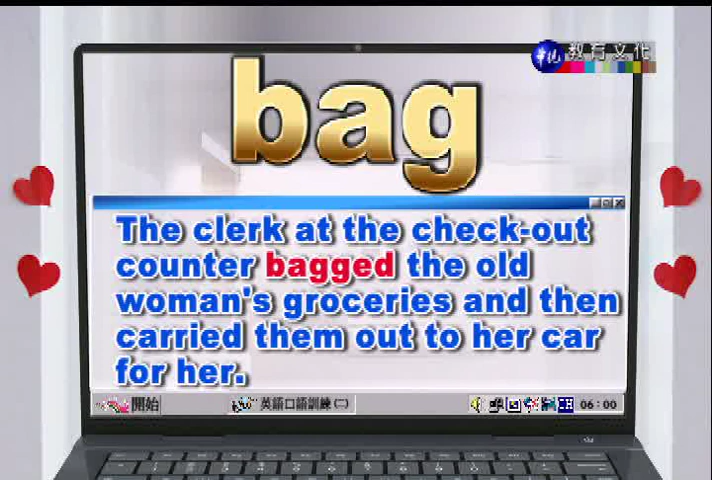 華視 教育文化
bag
The clerk at the check-out
counter bagged the old
woman's groceries and then
carried them out to her car
for her.
開始 英語口語訓練(二) 06:00